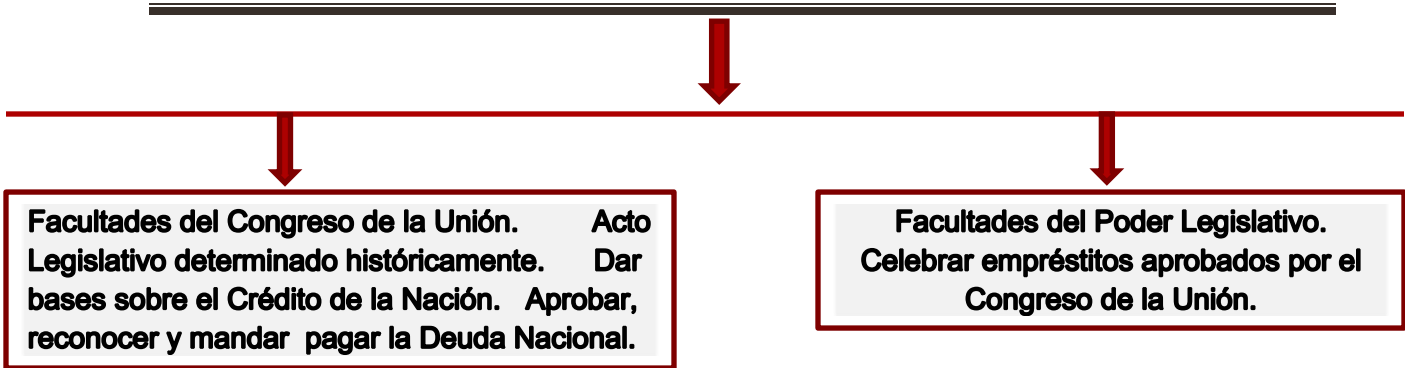 Facultades del Congreso de la Unión. Acto
Legislativo determinado históricamente. Dar
bases sobre el Crédito de la Nación. Aprobar,
reconocer y mandar pagar la Deuda Nacional.
Facultades del Poder Legislativo.
Celebrar empréstitos aprobados por el
Congreso de la Unión.